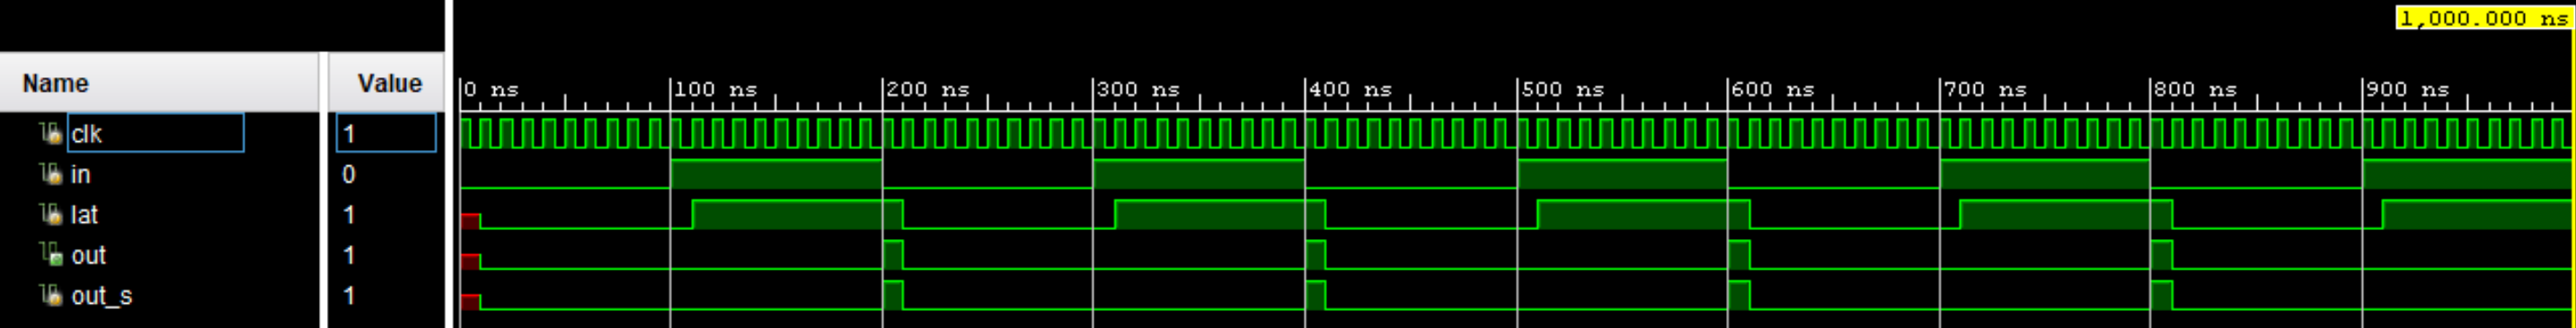 1,000.000 ns
Name Value
0 ns 100 ns 200 ns 300 ns 400 ns 500 ns 600 ns 700 ns 800 ns 900 ns
clk 1
in 0
lat 1
out 1
out_s 1